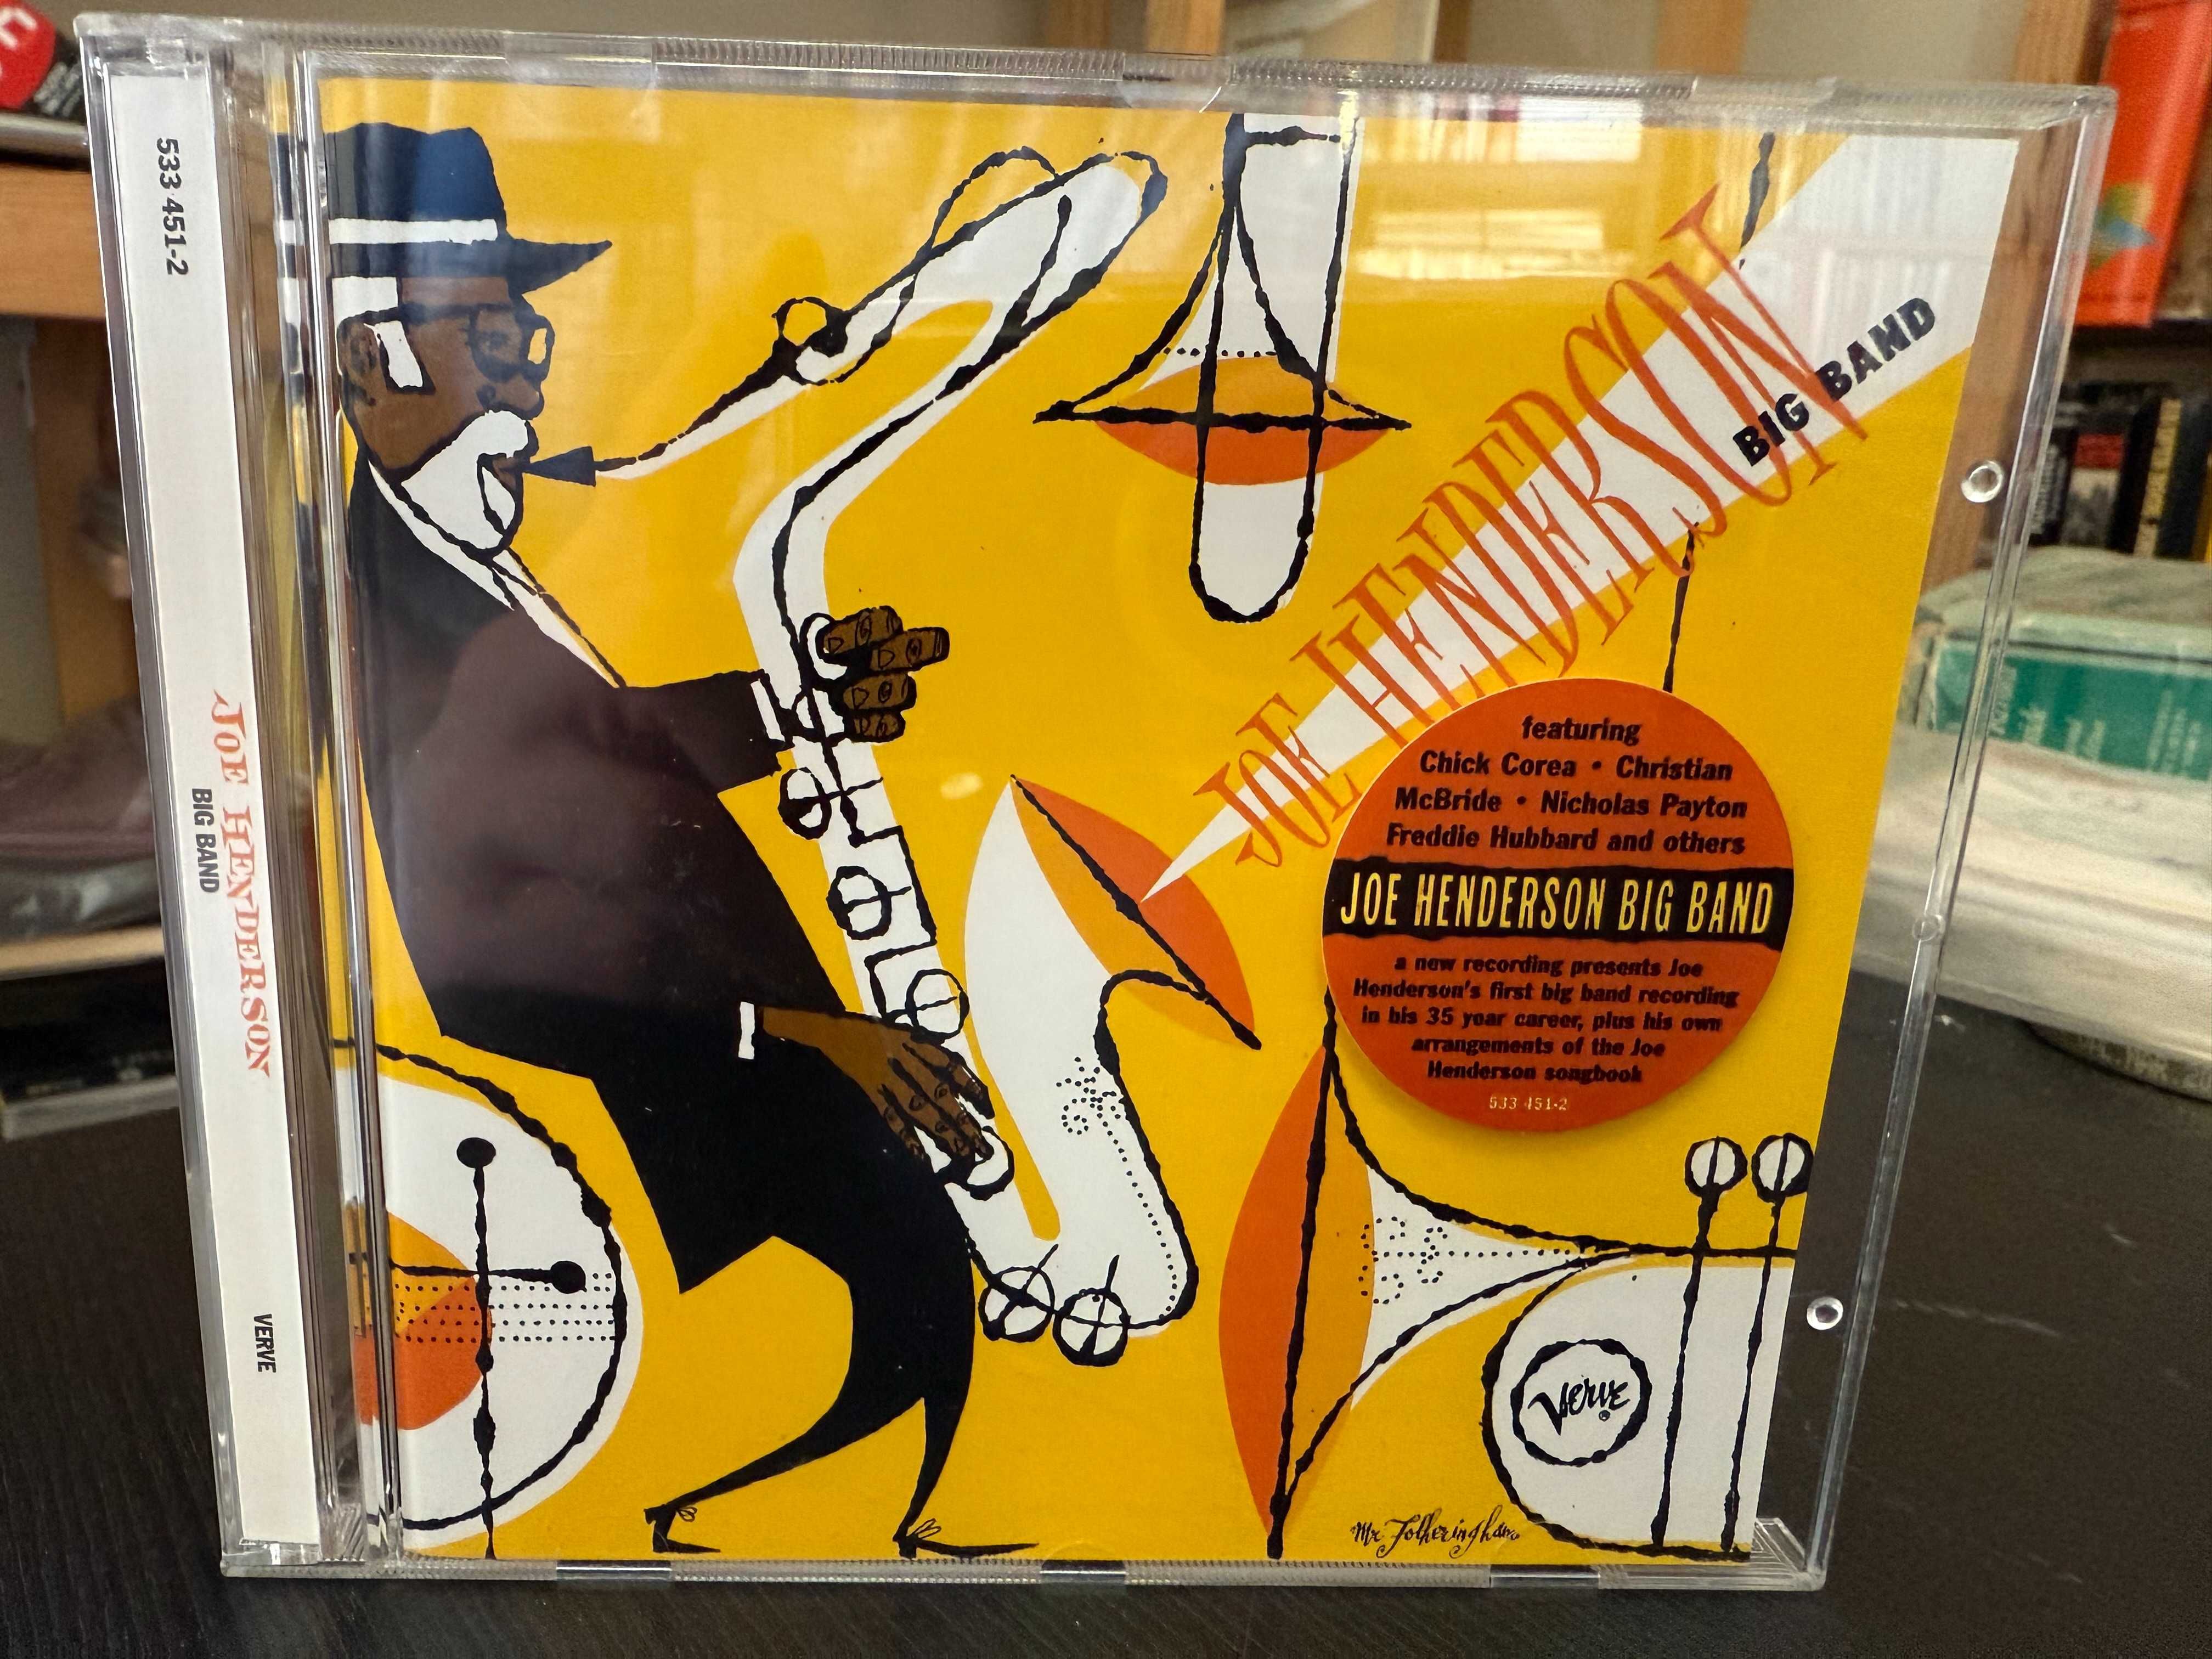 533 451-2
JOE HENDERSON
BIG BAND
VERVE
JOE HENDERSON
BIG BAND
featuring
Chick Corea • Christian
McBride • Nicholas Payton
Freddie Hubbard and others
JOE HENDERSON BIG BAND
a new recording presents Joe
Henderson's first big band recording
in his 35 year career, plus his own
arrangements of the Joe
Henderson songbook
533 451-2
Verve
Mr Fotheringham